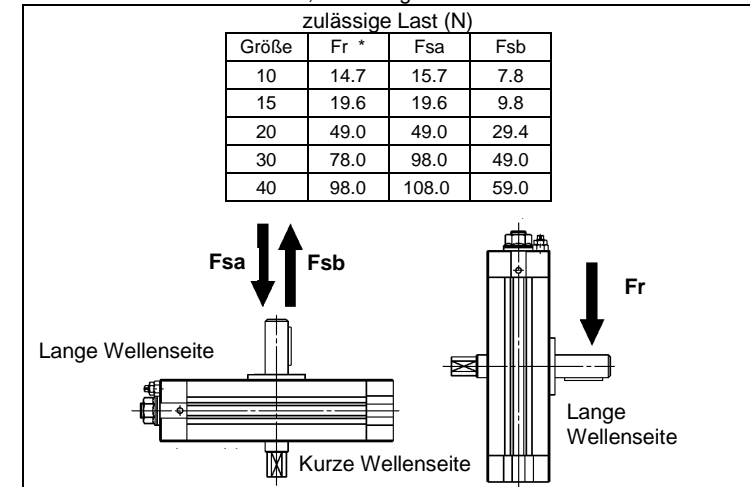 zulässige Last (N)
Größe Fr * Fsa Fsb
10 14.7 15.7 7.8
15 19.6 19.6 9.8
20 49.0 49.0 29.4
30 78.0 98.0 49.0
40 98.0 108.0 59.0
Fsa Fsb
Fr
Lange Wellenseite
Lange
Wellenseite
Kurze Wellenseite